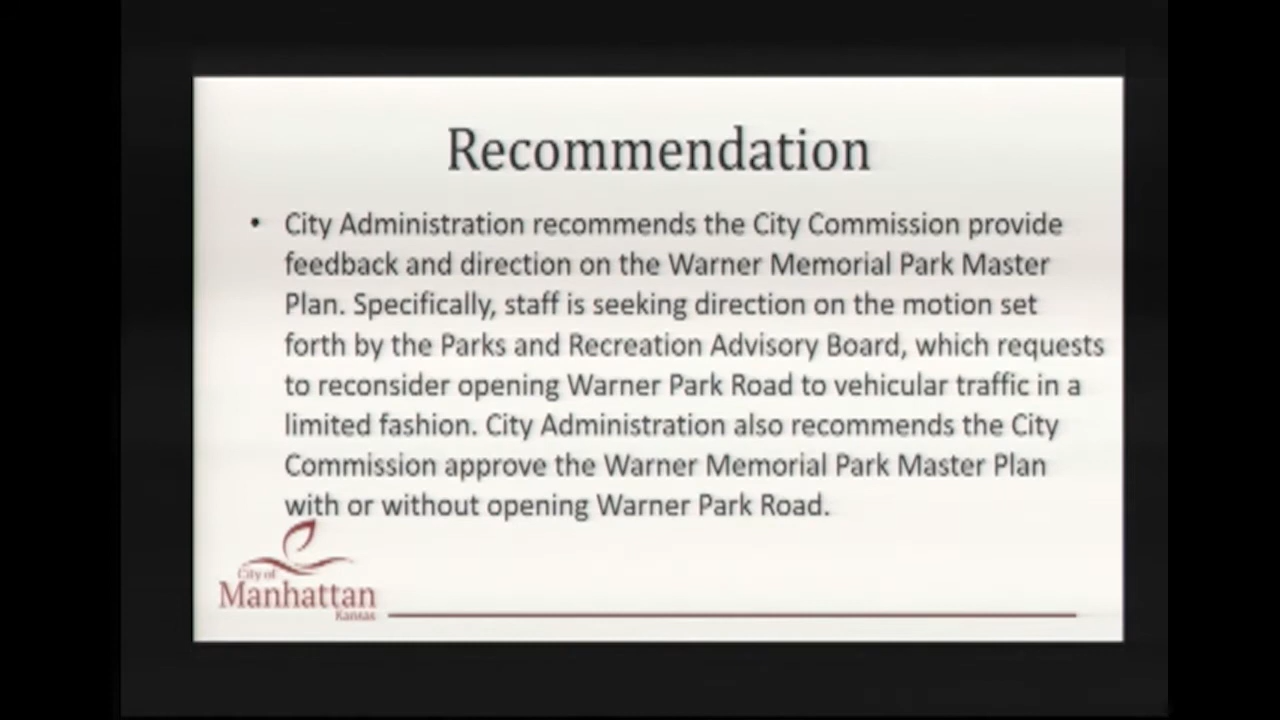 Recommendation
• City Administration recommends the City Commission provide
feedback and direction on the Warner Memorial Park Master
Plan. Specifically, staff is seeking direction on the motion set
forth by the Parks and Recreation Advisory Board, which requests
to reconsider opening Warner Park Road to vehicular traffic in a
limited fashion. City Administration also recommends the City
Commission approve the Warner Memorial Park Master Plan
with or without opening Warner Park Road.
City of
Manhattan
Kansas